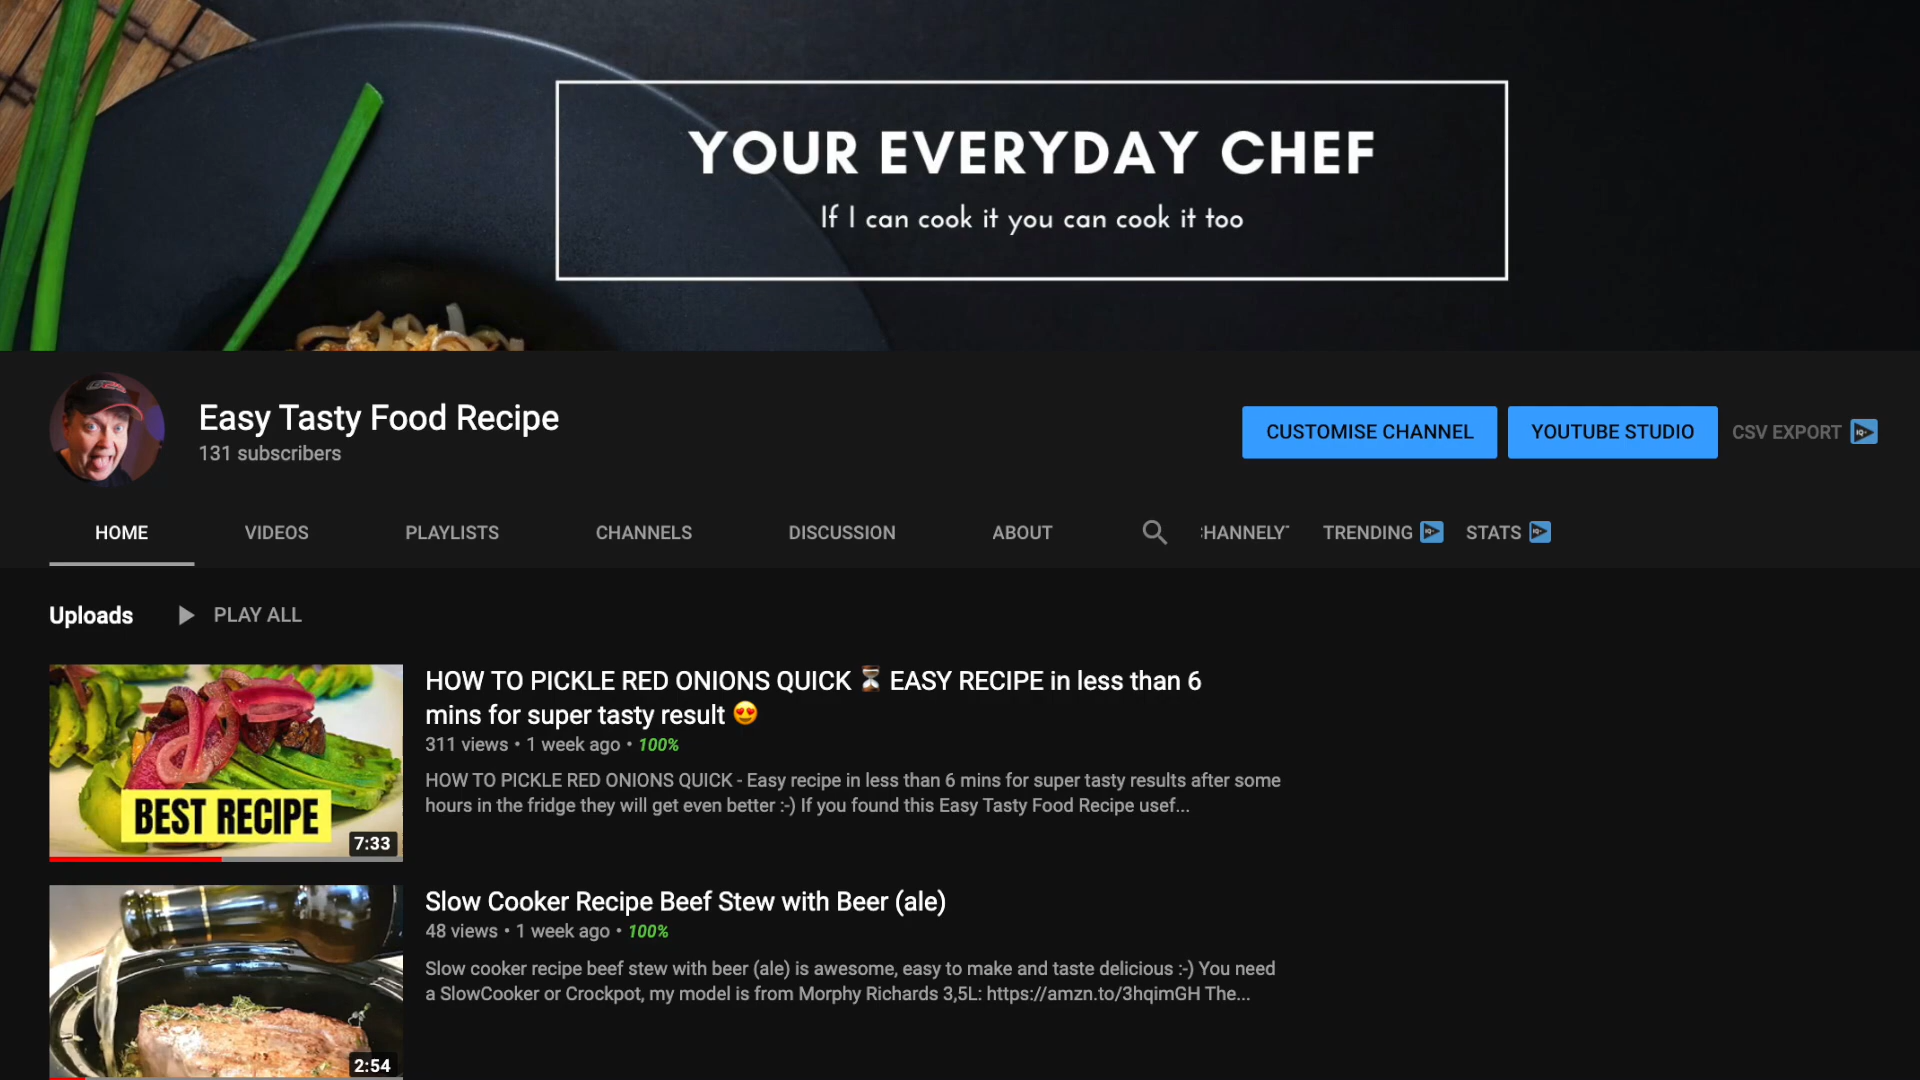 YOUR EVERYDAY CHEF
If I can cook it you can cook it too
Easy Tasty Food Recipe
131 subscribers
CUSTOMISE CHANNEL
YOUTUBE STUDIO
CSV EXPORT
HOME
VIDEOS
PLAYLISTS
CHANNELS
DISCUSSION
ABOUT
HANNELY
TRENDING
STATS
Uploads
PLAY ALL
BEST RECIPE
7:33
HOW TO PICKLE RED ONIONS QUICK ⏳ EASY RECIPE in less than 6
mins for super tasty result 😍
311 views • 1 week ago • 100%
HOW TO PICKLE RED ONIONS QUICK - Easy recipe in less than 6 mins for super tasty results after some
hours in the fridge they will get even better :-) If you found this Easy Tasty Food Recipe usef...
2:54
Slow Cooker Recipe Beef Stew with Beer (ale)
48 views • 1 week ago • 100%
Slow cooker recipe beef stew with beer (ale) is awesome, easy to make and taste delicious :-) You need
a SlowCooker or Crockpot, my model is from Morphy Richards 3,5L: https://amzn.to/3hqimGH The...